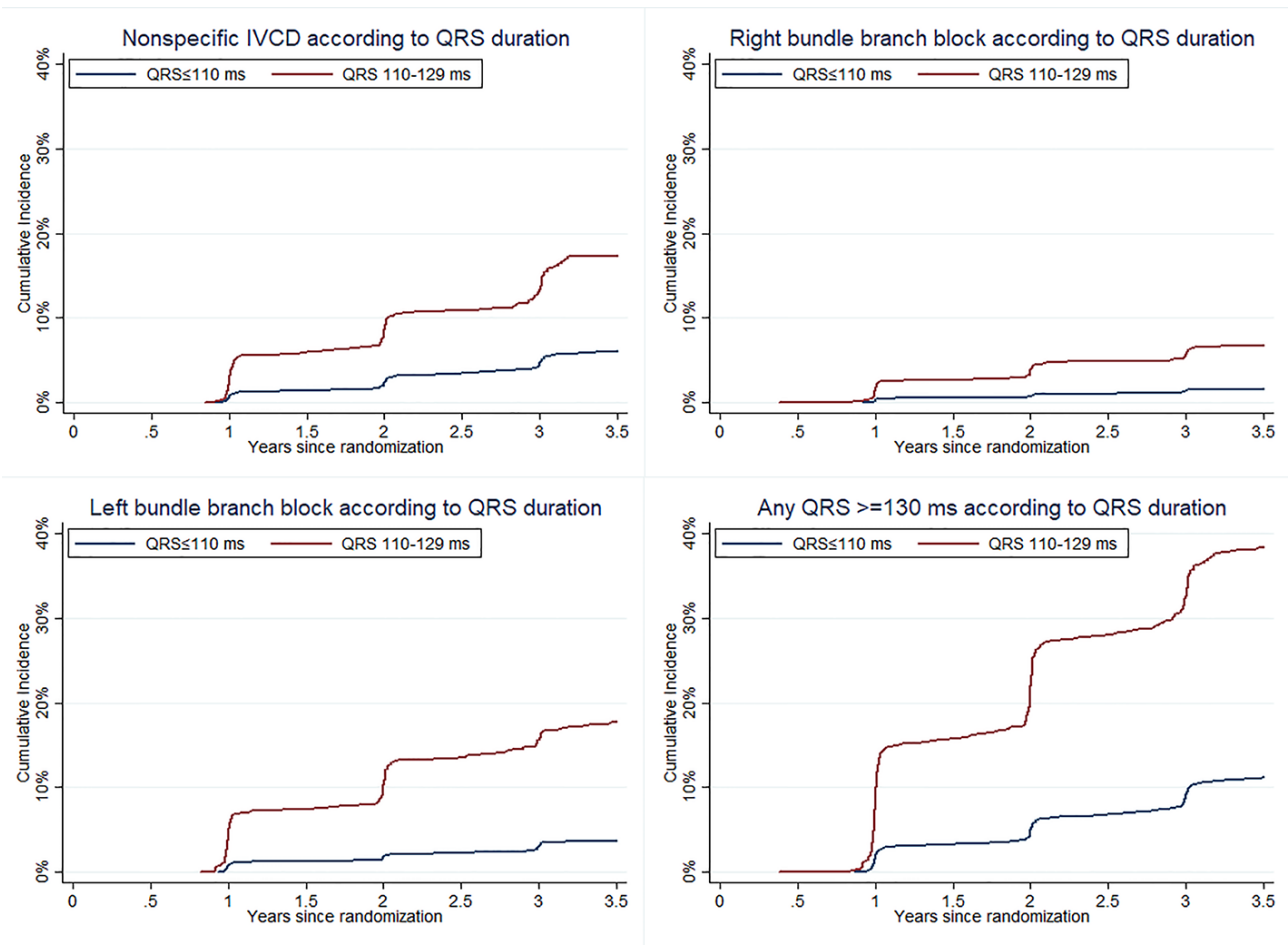 Nonspecific IVCD according to QRS duration
QRS≤110 ms QRS 110-129 ms
Cumulative Incidence
40%
30%
20%
10%
0%
0 .5 1 1.5 2 2.5 3 3.5
Years since randomization
Right bundle branch block according to QRS duration
QRS≤110 ms QRS 110-129 ms
Cumulative Incidence
40%
30%
20%
10%
0%
0 .5 1 1.5 2 2.5 3 3.5
Years since randomization
Left bundle branch block according to QRS duration
QRS≤110 ms QRS 110-129 ms
Cumulative Incidence
40%
30%
20%
10%
0%
0 .5 1 1.5 2 2.5 3 3.5
Years since randomization
Any QRS >=130 ms according to QRS duration
QRS≤110 ms QRS 110-129 ms
Cumulative Incidence
40%
30%
20%
10%
0%
0 .5 1 1.5 2 2.5 3 3.5
Years since randomization